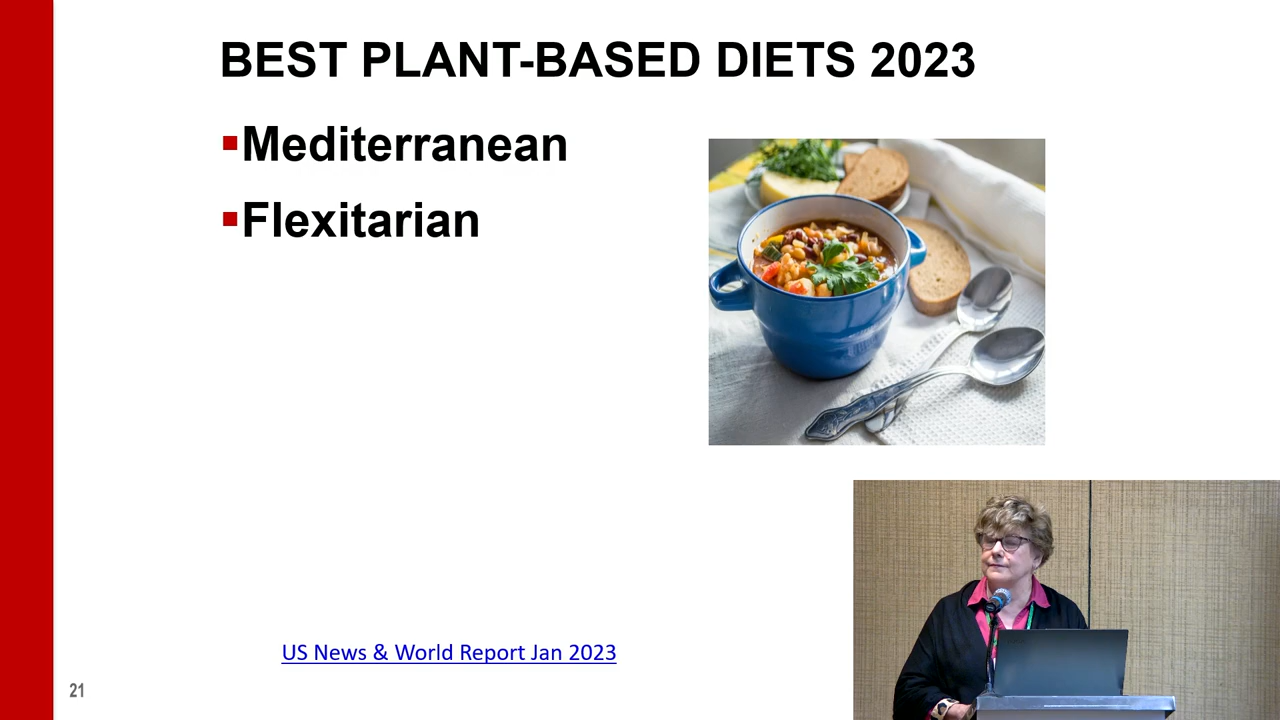 BEST PLANT-BASED DIETS 2023
▪Mediterranean
▪Flexitarian
US News & World Report Jan 2023
21